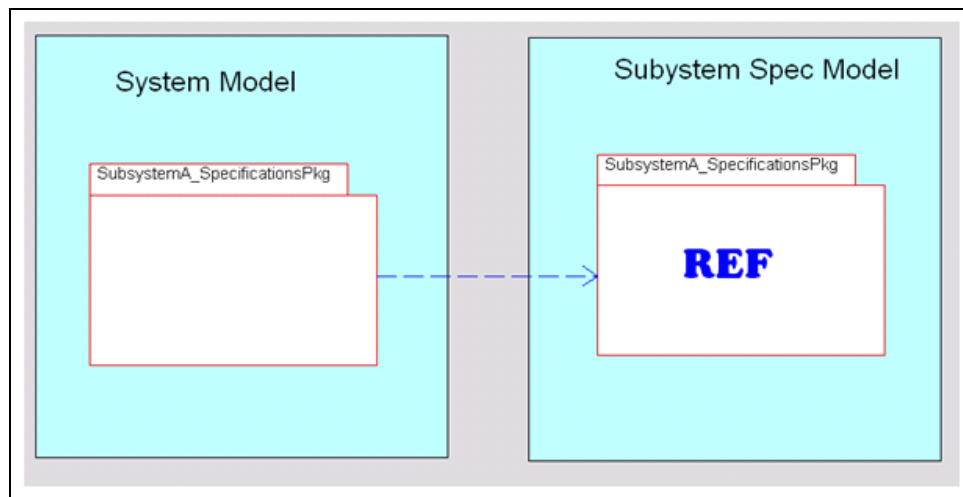 System Model
SubsystemA_SpecificationsPkg
Subystem Spec Model
SubsystemA_SpecificationsPkg
REF